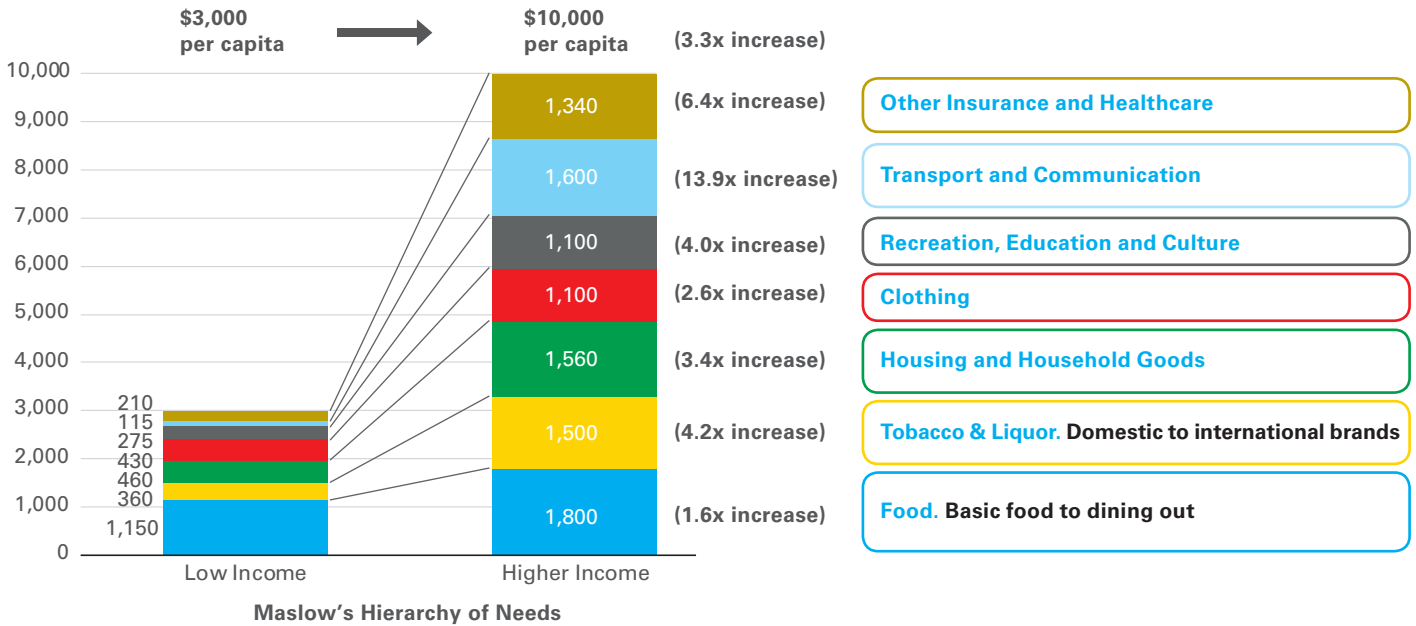 $3,000
per capita
$10,000
per capita
(3.3x increase)
10,000
9,000
8,000
7,000
6,000
5,000
4,000
3,000
2,000
1,000
0
210
115
275
430
460
360
1,150
1,340
1,600
1,100
1,100
1,560
1,500
1,800
(6.4x increase)
(13.9x increase)
(4.0x increase)
(2.6x increase)
(3.4x increase)
(4.2x increase)
(1.6x increase)
Other Insurance and Healthcare
Transport and Communication
Recreation, Education and Culture
Clothing
Housing and Household Goods
Tobacco & Liquor. Domestic to international brands
Food. Basic food to dining out
Low Income
Higher Income
Maslow's Hierarchy of Needs